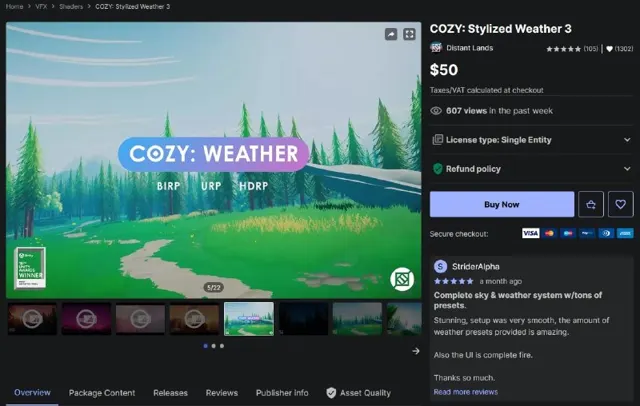 Home > VFX > Shaders > COZY: Stylized Weather 3
COZY: WEATHER
BIRP URP HDRP
WINNER
5/22
Overview
Package Content
Releases
Reviews
Publisher info
Asset Quality
COZY: Stylized Weather 3
Distant Lands
(105) | (1302)
$50
Taxes/VAT calculated at checkout
607 views in the past week
License type: Single Entity
Refund policy
Buy Now
Secure checkout: VISA
S StriderAlpha
a month ago
Complete sky & weather system w/tons of
presets.
Stunning, setup was very smooth, the amount of
weather presets provided is amazing.
Also the UI is complete fire.
Thanks so much.
Read more reviews